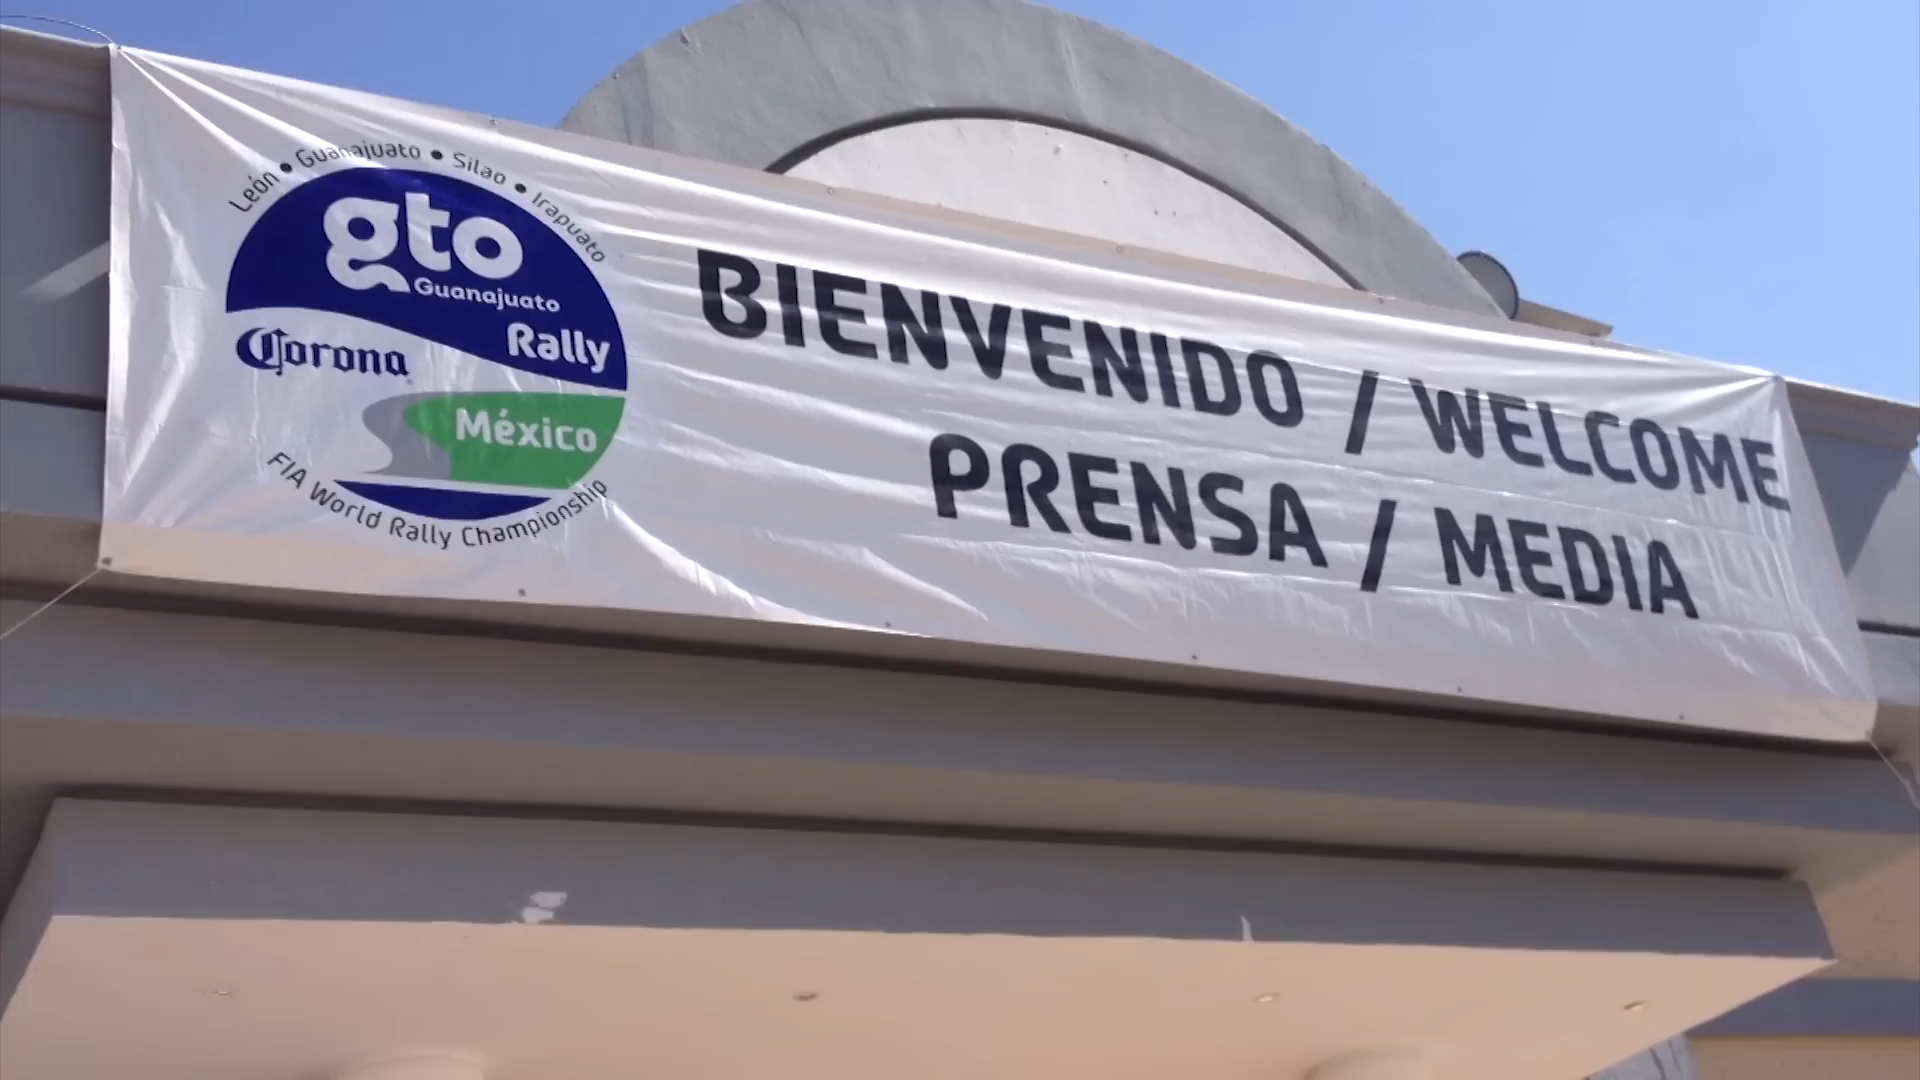 León • Guanajuato • Silao • Irapuato
gto
Guanajuato
Rally
Corona
México
FIA World Rally Championship
BIENVENIDO / WELCOME
PRENSA / MEDIA